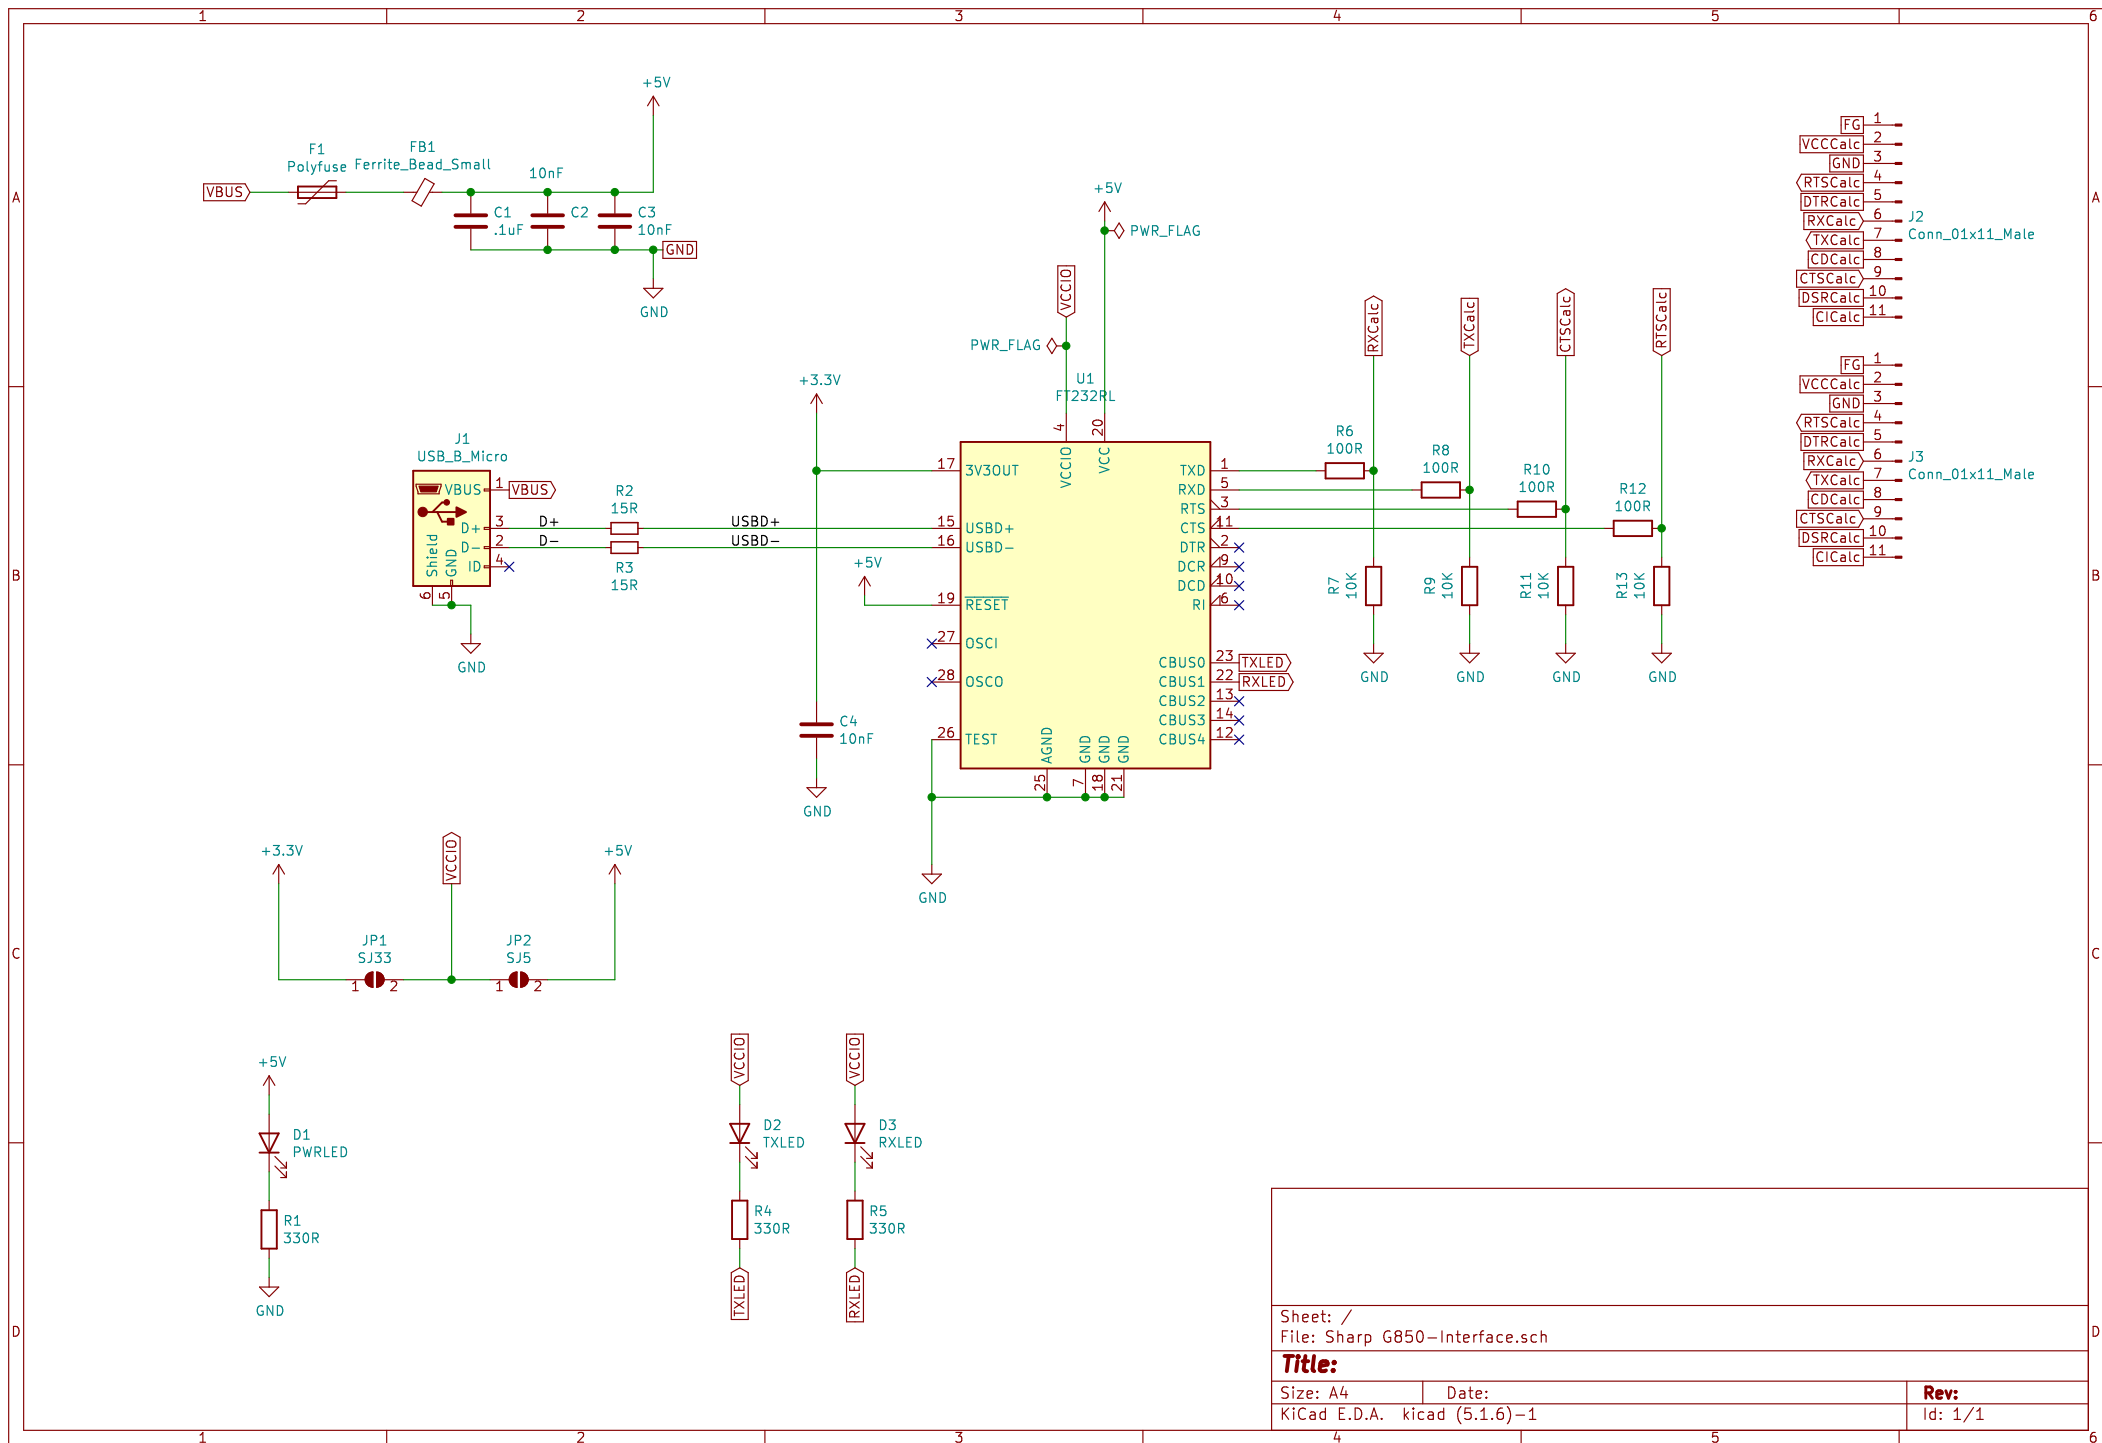 1 2 3 4 5 6
A
B
C
D
+5V
F1
Polyfuse
FB1
Ferrite_Bead_Small
10nF
VBUS
C1
.1uF
C2
C3
10nF
GND
GND
+5V
PWR_FLAG
VCCIO
PWR_FLAG
U1
FT232RL
4
20
VCCIO
VCC
+3.3V
J1
USB_B_Micro
VBUS
1
VBUS
D+
3
D-
2
ID
4
Shield
GND
6
5
GND
D+
D-
R2
15R
R3
15R
USBD+
USBD-
+5V
17 3V3OUT
15 USBD+
16 USBD-
19 RESET
27 OSCI
28 OSCO
26 TEST
C4
10nF
GND
TXD 1
RXD 5
RTS 3
CTS 11
DTR 2
DCR 9
DCD 10
RI 6
CBUS0 23
TXLED
CBUS1 22
RXLED
CBUS2 13
CBUS3 14
CBUS4 12
AGND
GND
GND
GND
25
7
18
21
GND
RXCalc
TXCalc
CTSCalc
RTSCalc
R6
100R
R8
100R
R10
100R
R12
100R
R7
10K
R9
10K
R11
10K
R13
10K
GND
GND
GND
GND
FG 1
VCCCalc 2
GND 3
RTSCalc 4
DTRCalc 5
RXCalc 6
TXCalc 7
CDCalc 8
CTSCalc 9
DSRCalc 10
CICalc 11
J2
Conn_01x11_Male
FG 1
VCCCalc 2
GND 3
RTSCalc 4
DTRCalc 5
RXCalc 6
TXCalc 7
CDCalc 8
CTSCalc 9
DSRCalc 10
CICalc 11
J3
Conn_01x11_Male
+3.3V
VCCIO
+5V
JP1
SJ33
1 2
JP2
SJ5
1 2
+5V
D1
PWRLED
R1
330R
GND
VCCIO
D2
TXLED
R4
330R
TXLED
VCCIO
D3
RXLED
R5
330R
RXLED
Sheet: /
File: Sharp G850-Interface.sch
Title:
Size: A4
Date:
Rev:
KiCad E.D.A. kicad (5.1.6)-1
Id: 1/1
A
B
C
D
1 2 3 4 5 6